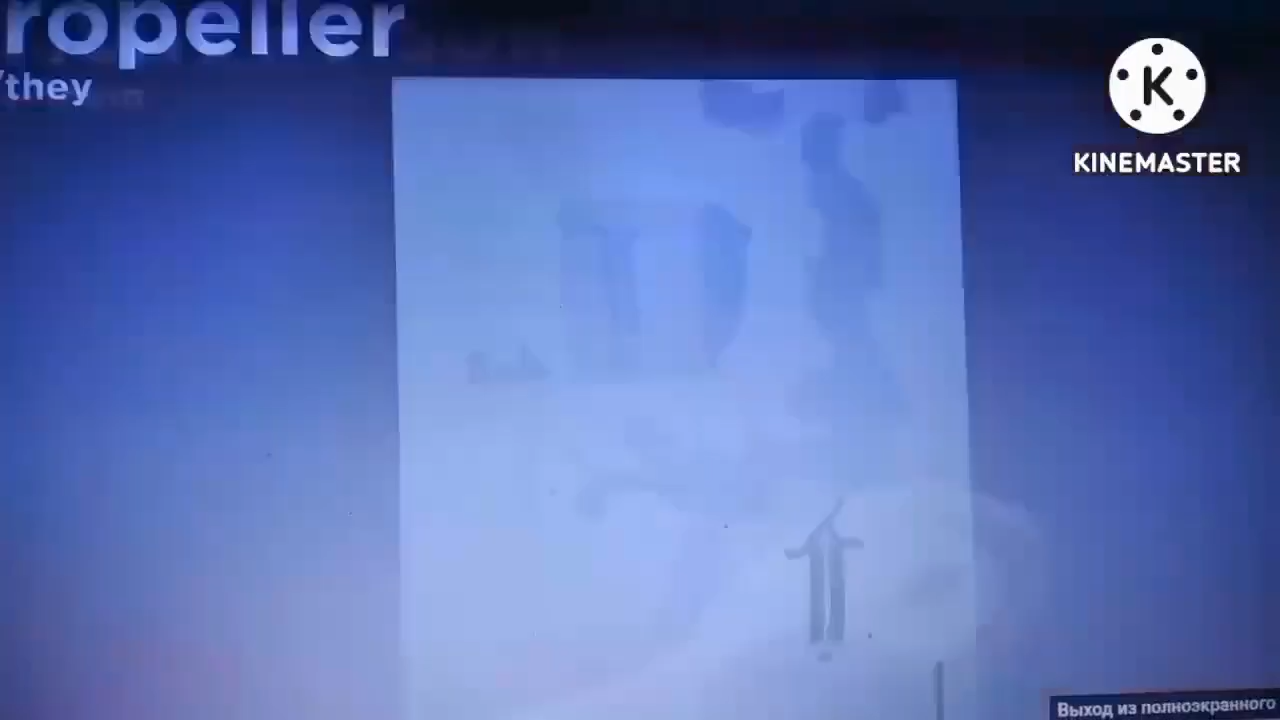 ropeller
/they
K
KINEMASTER
Выход из полноэкранного